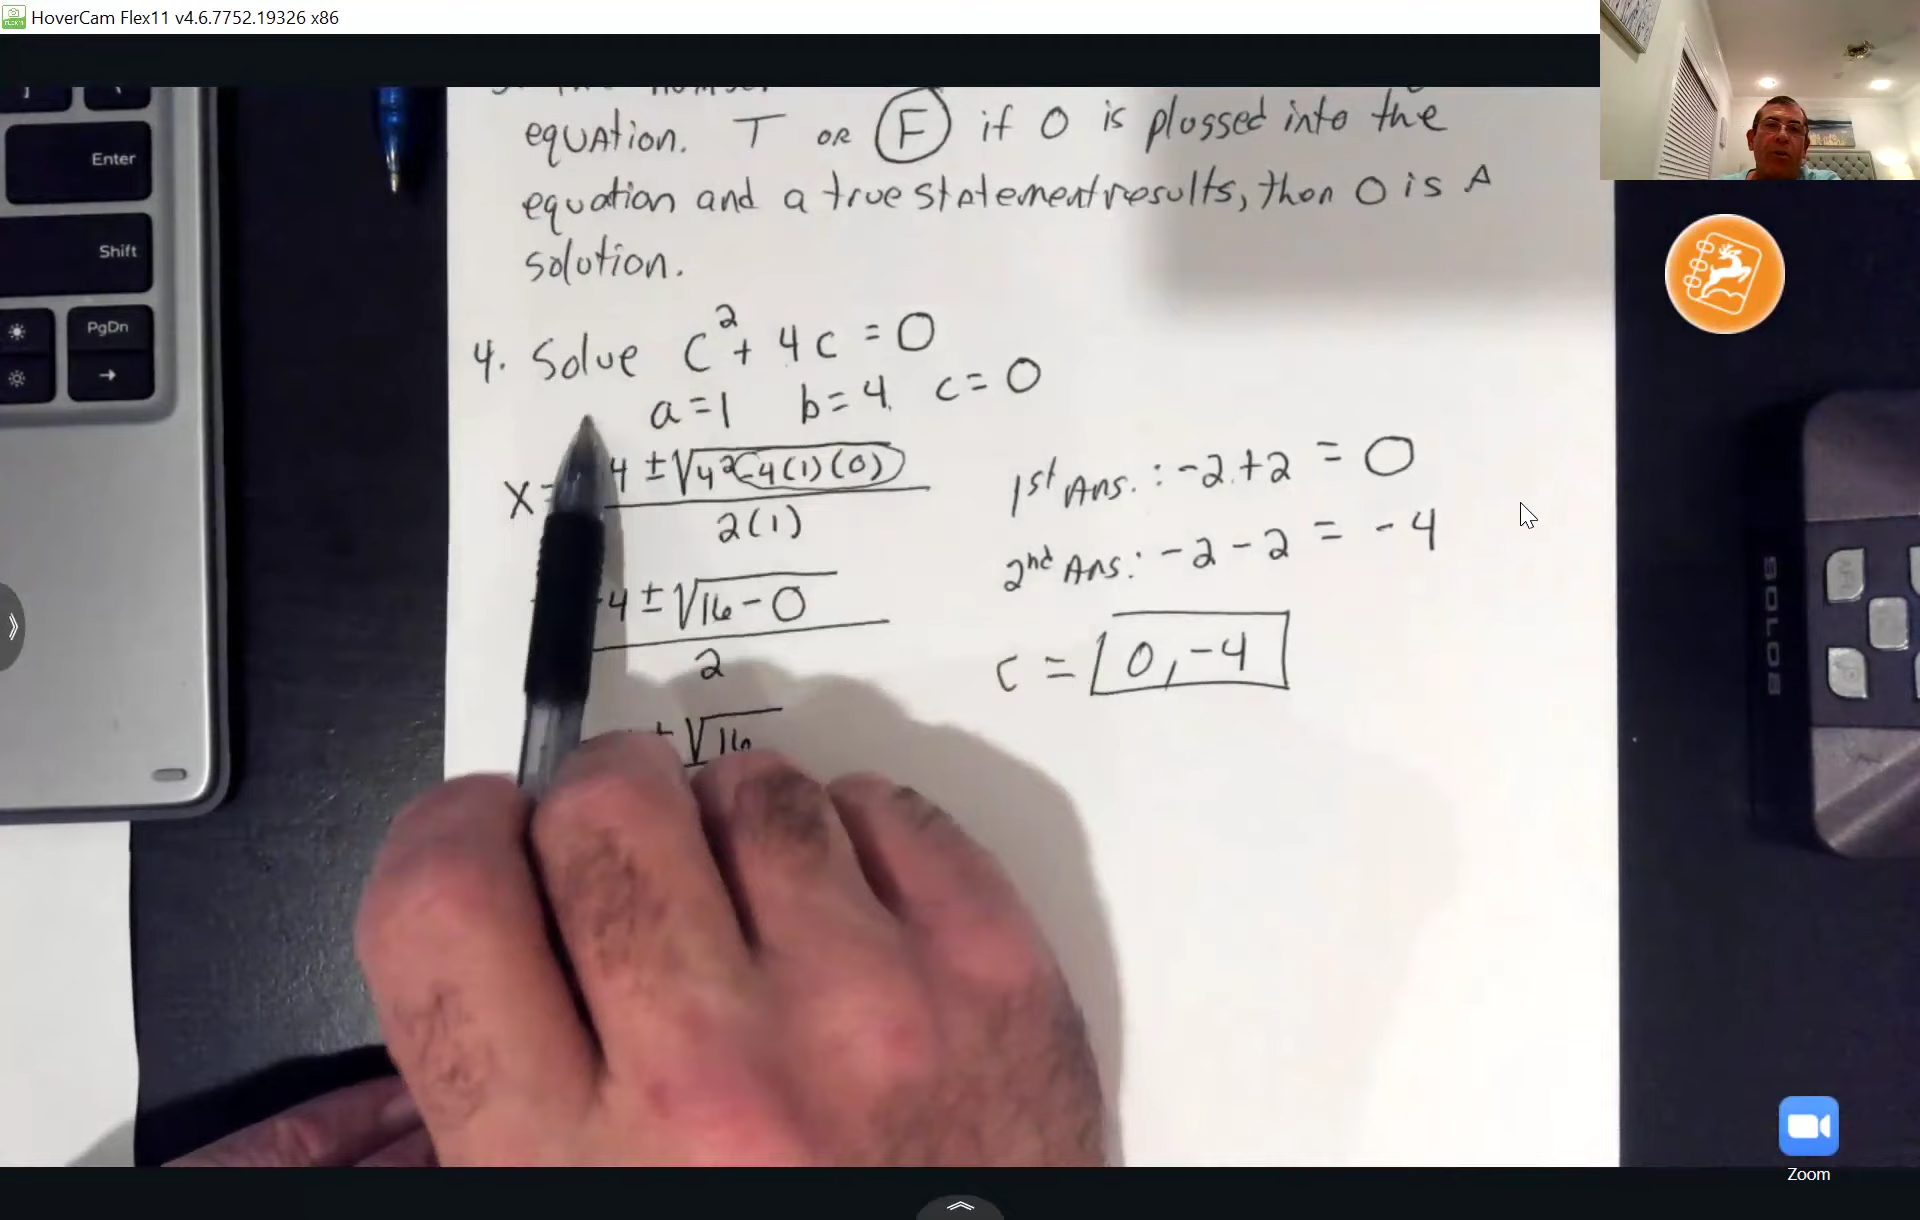 HoverCam Flex11 v4.6.7752.19326 x86
equation. T or F if 0 is plugged into the
equation and a true statement results, then 0 is A
solution.
4. Solve c² + 4c = 0
a = 1 b = 4 c = 0
4 ± √4² - 4(1)(0)
2(1)
-4 ± √16 - 0
2
± √16
1st Ans. : -2 + 2 = 0
2nd Ans. : -2 - 2 = -4
c = 0, -4
Enter
Shift
PgDn
SOLOS
Zoom